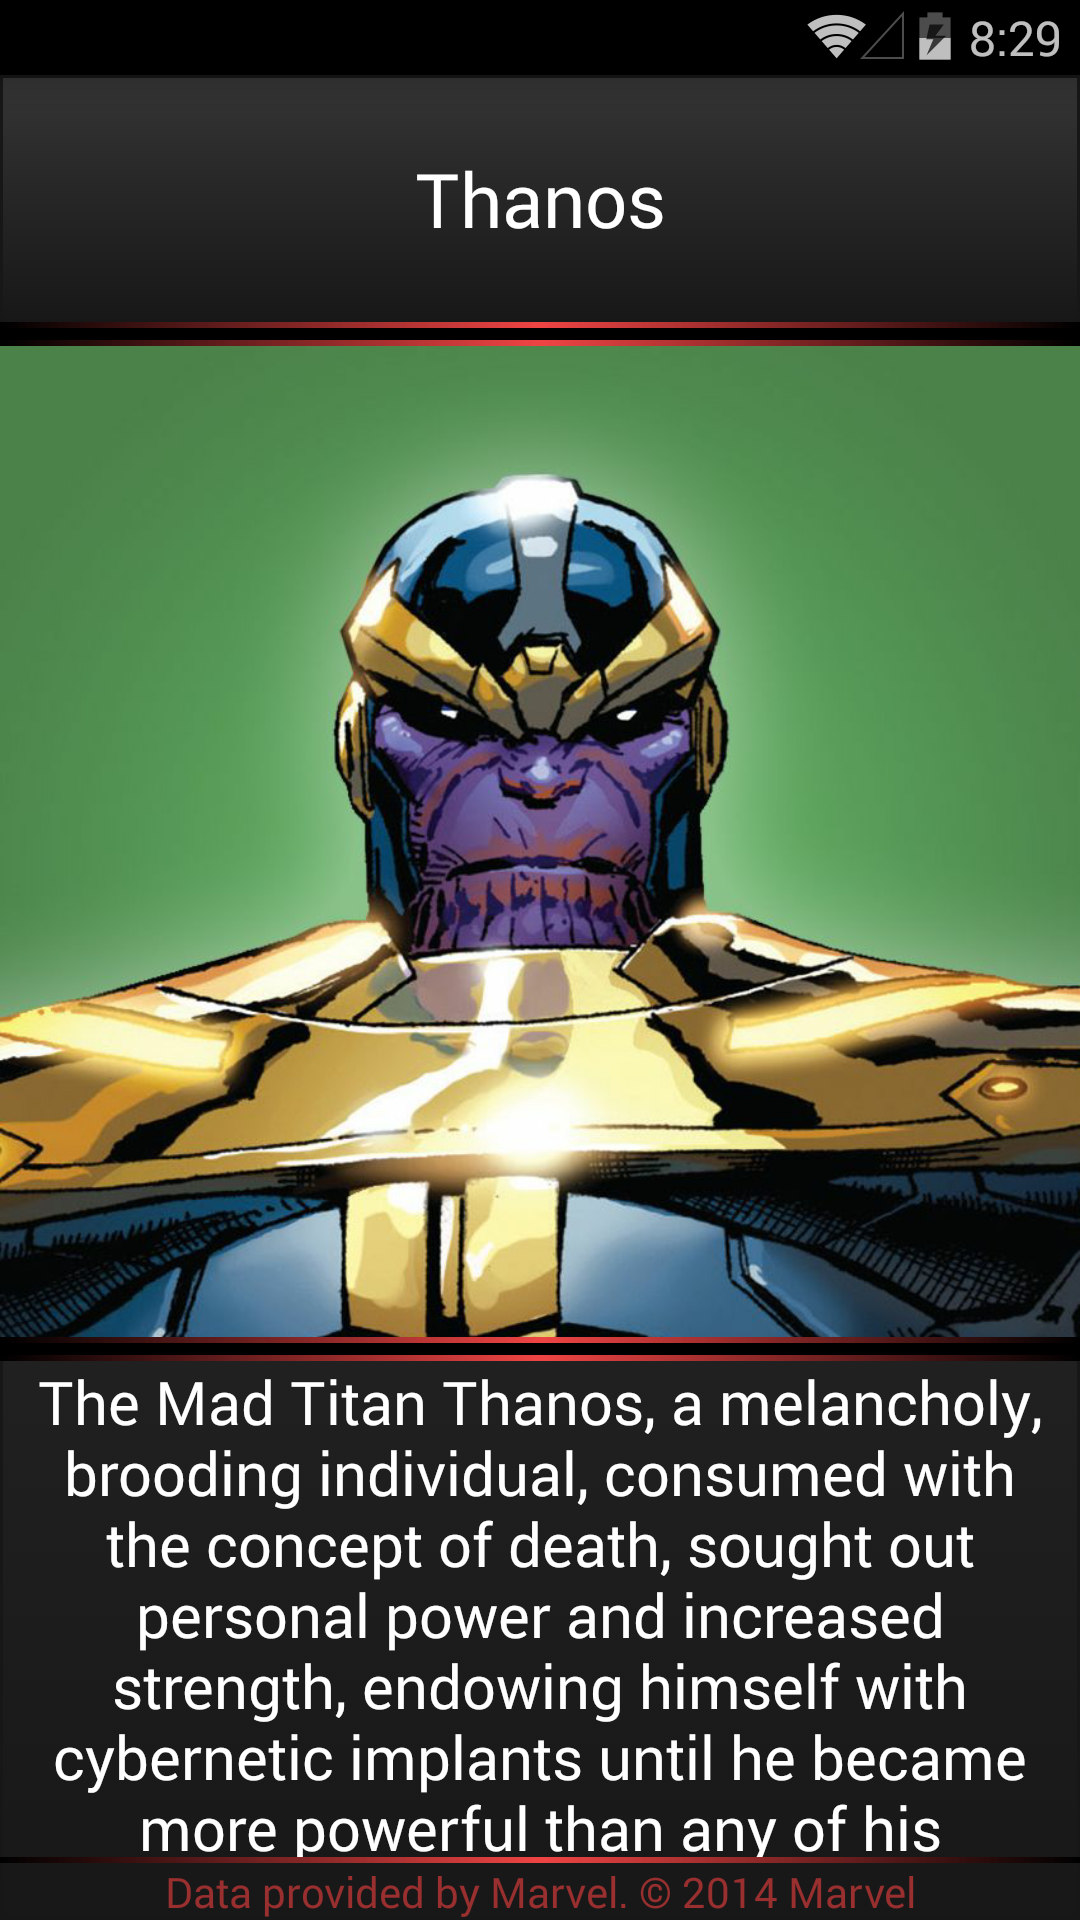 8:29
Thanos
The Mad Titan Thanos, a melancholy,
brooding individual, consumed with
the concept of death, sought out
personal power and increased
strength, endowing himself with
cybernetic implants until he became
more powerful than any of his
Data provided by Marvel. © 2014 Marvel